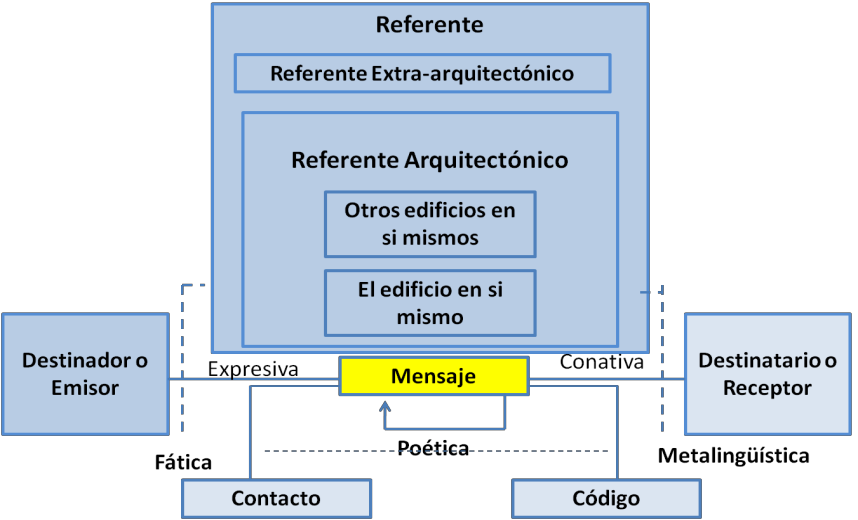 Referente
Referente Extra-arquitectónico
Referente Arquitectónico
Otros edificios en
si mismos
El edificio en si
mismo
Destinador o
Emisor
Expresiva
Mensaje
Conativa
Destinatario o
Receptor
Poética
Fática
Metalingüística
Contacto
Código